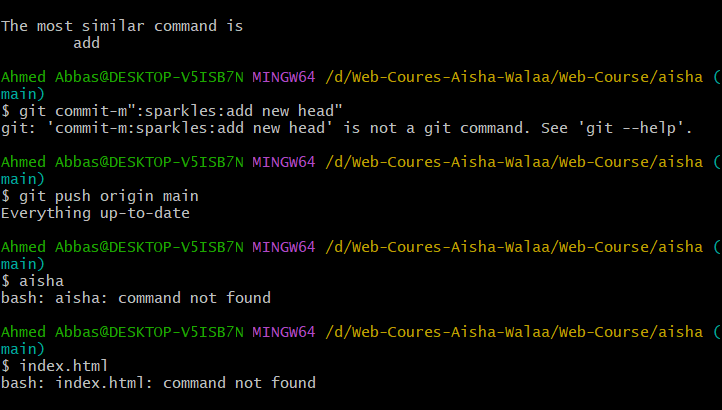 The most similar command is
        add
Ahmed Abbas@DESKTOP-V5ISB7N MINGW64 /d/Web-Coures-Aisha-Walaa/Web-Course/aisha (
main)
$ git commit-m":sparkles:add new head"
git: 'commit-m:sparkles:add new head' is not a git command. See 'git --help'.
Ahmed Abbas@DESKTOP-V5ISB7N MINGW64 /d/Web-Coures-Aisha-Walaa/Web-Course/aisha (
main)
$ git push origin main
Everything up-to-date
Ahmed Abbas@DESKTOP-V5ISB7N MINGW64 /d/Web-Coures-Aisha-Walaa/Web-Course/aisha (
main)
$ aisha
bash: aisha: command not found
Ahmed Abbas@DESKTOP-V5ISB7N MINGW64 /d/Web-Coures-Aisha-Walaa/Web-Course/aisha (
main)
$ index.html
bash: index.html: command not found